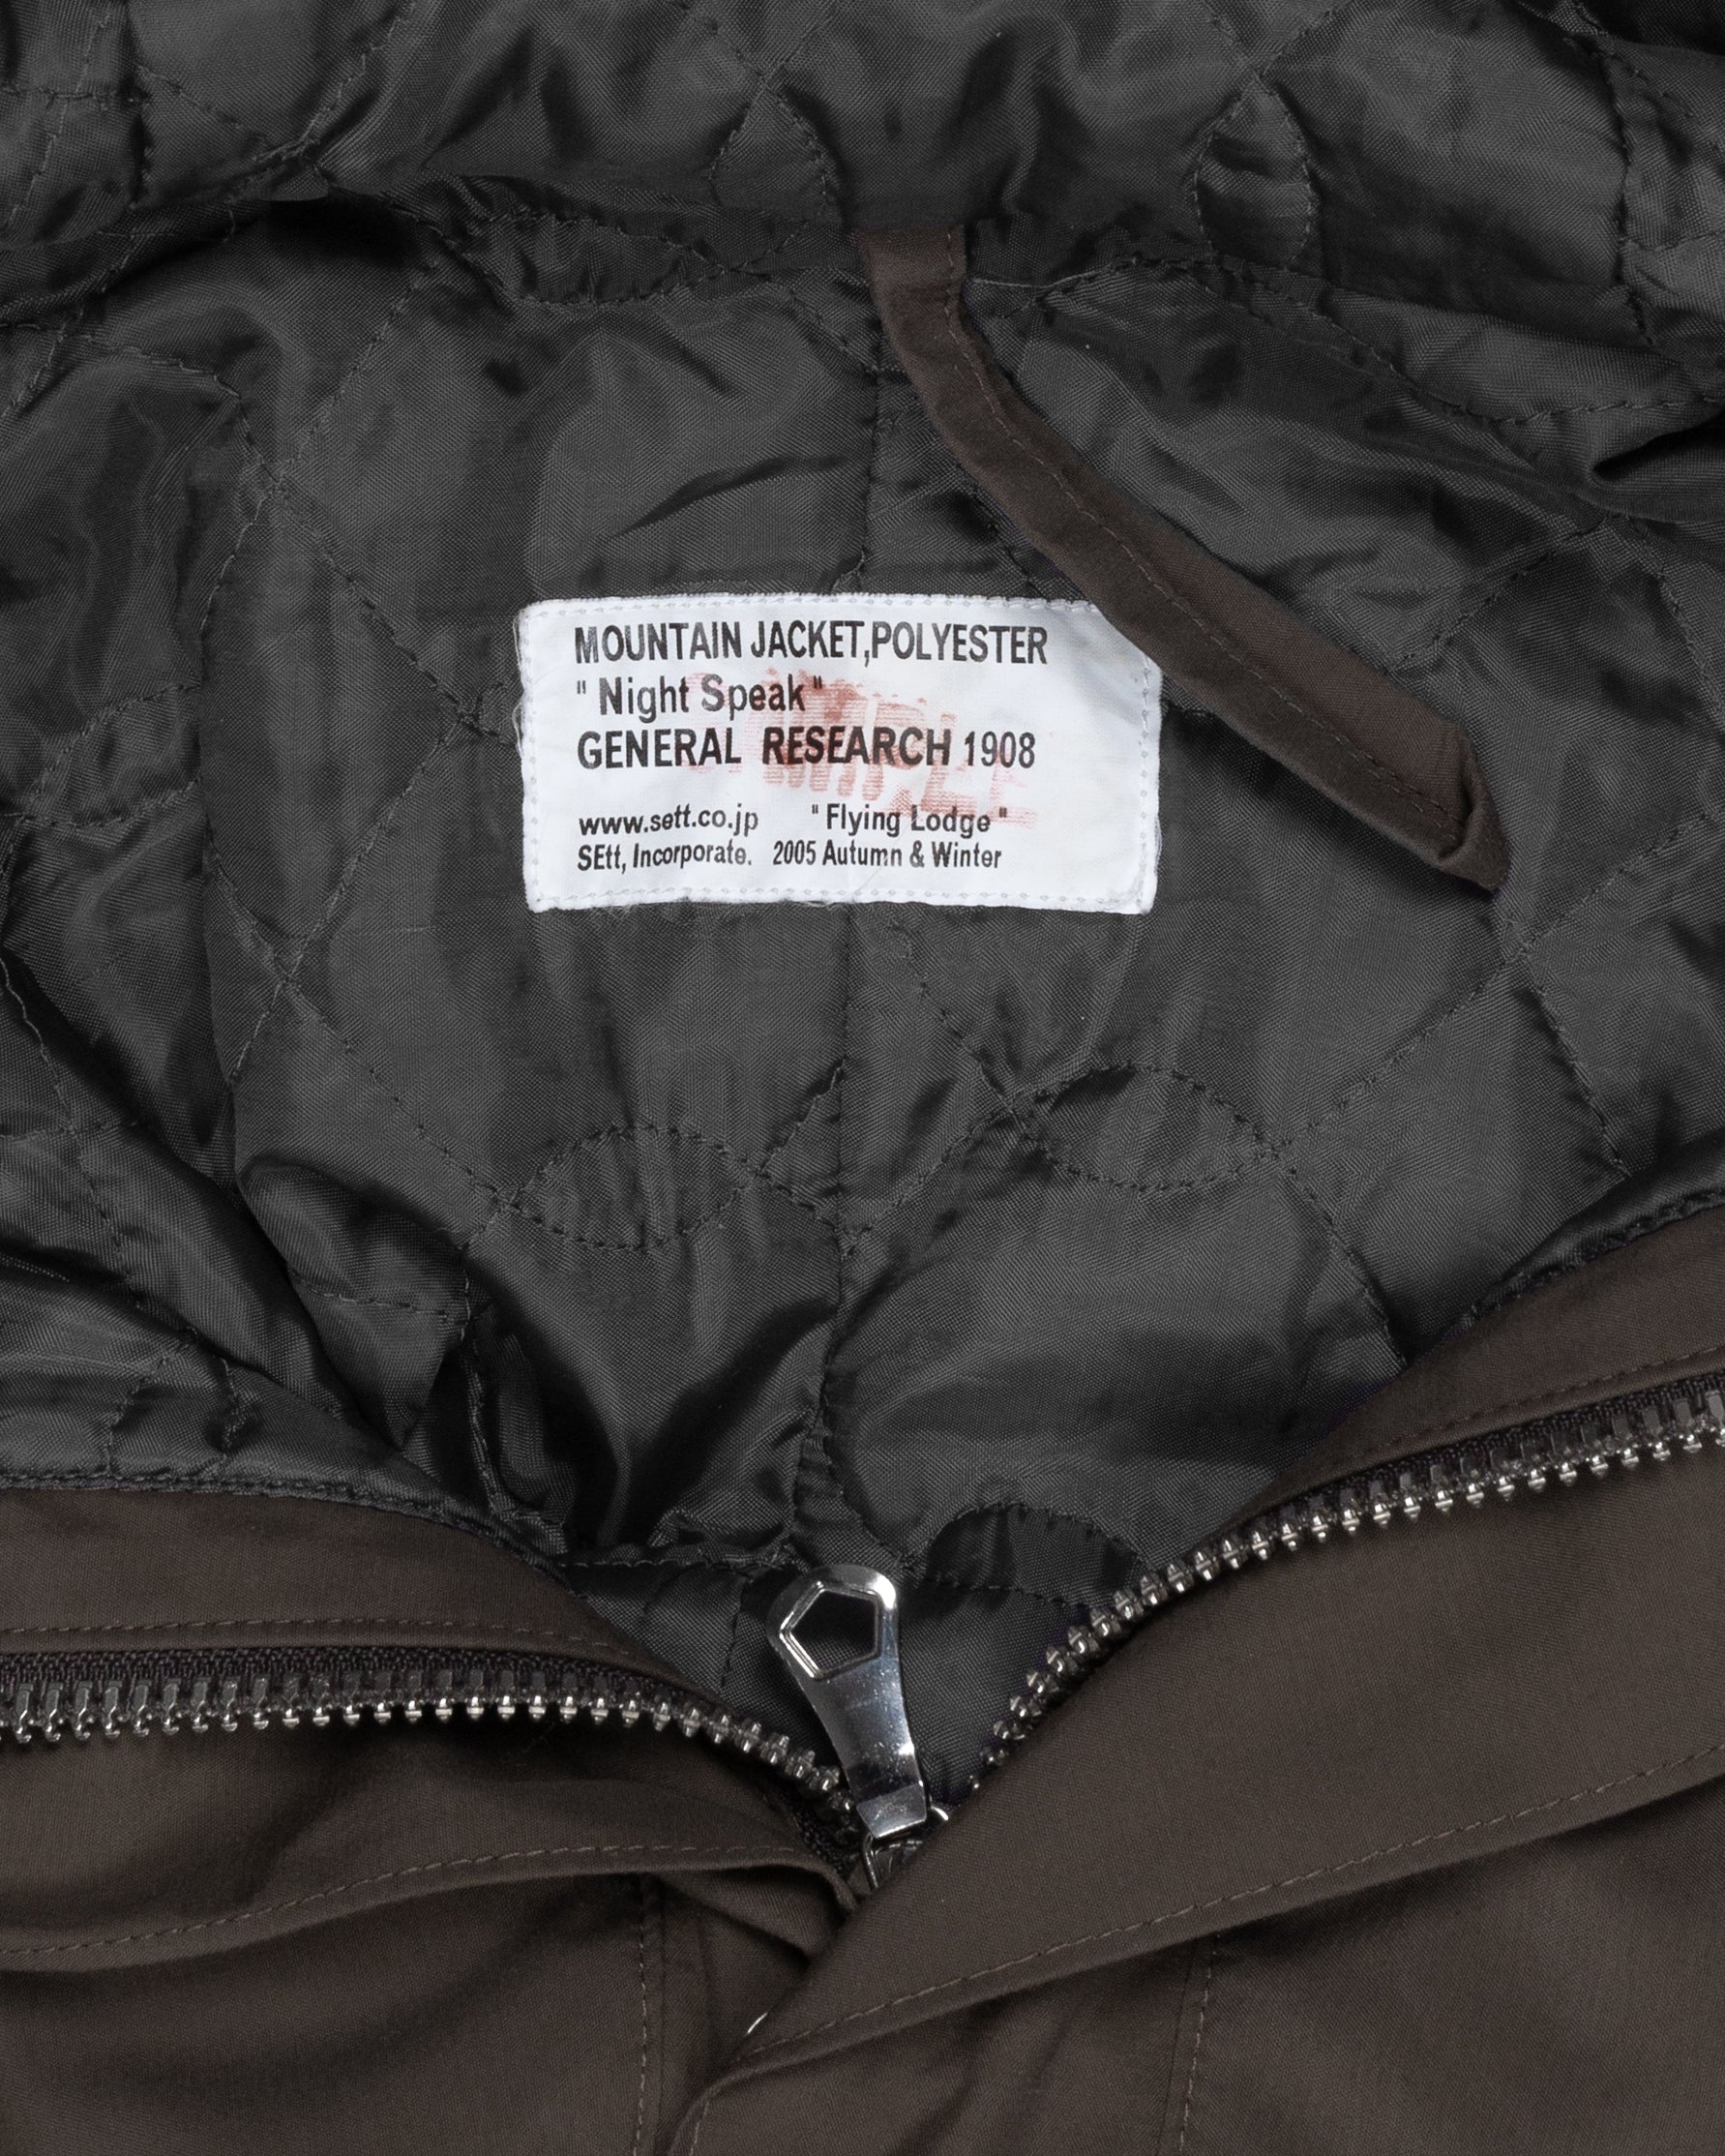 MOUNTAIN JACKET,POLYESTER
" Night Speak "
GENERAL RESEARCH 1908
SAMPLE
www.sett.co.jp " Flying Lodge "
SEtt, Incorporate. 2005 Autumn & Winter